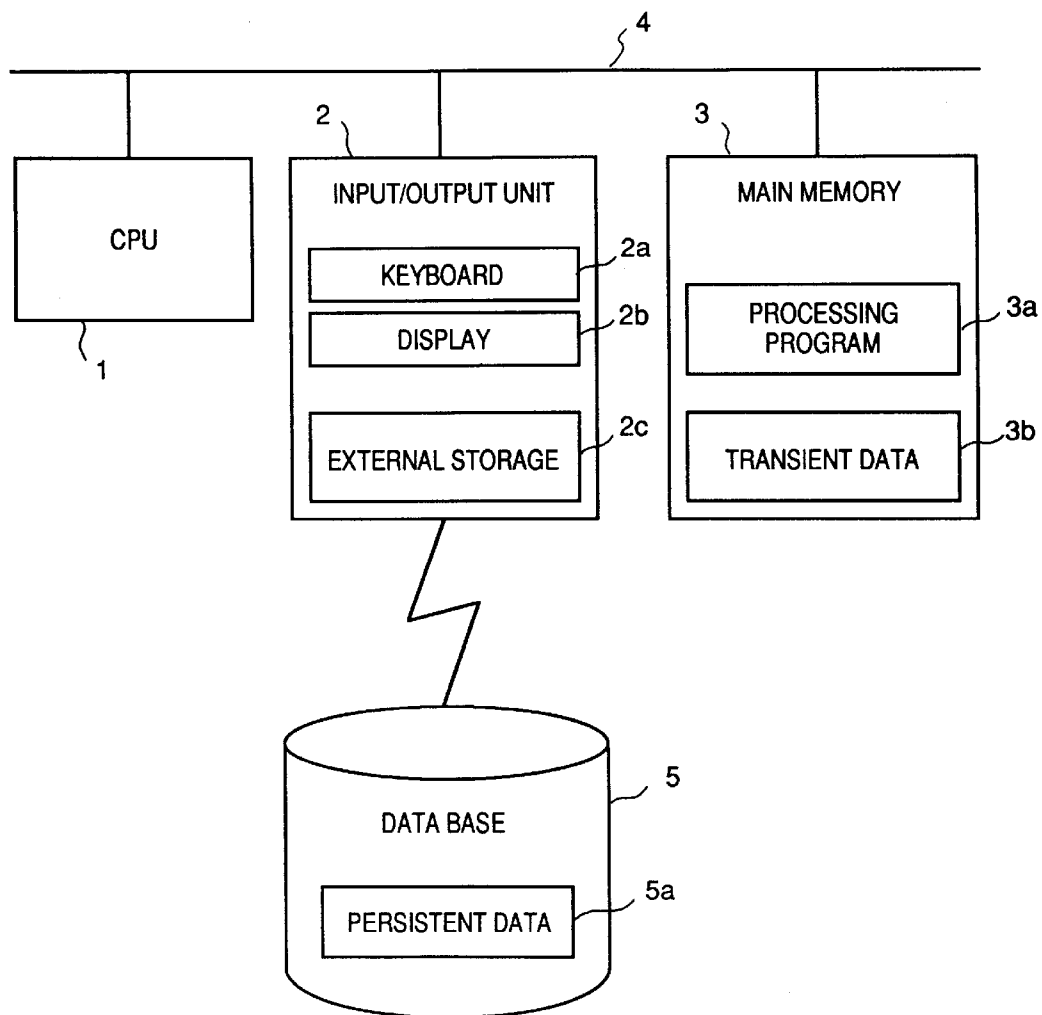 4
2
3
INPUT/OUTPUT UNIT
MAIN MEMORY
CPU
2a
KEYBOARD
2b
DISPLAY
3a
PROCESSING
PROGRAM
1
2c
EXTERNAL STORAGE
3b
TRANSIENT DATA
5
DATA BASE
5a
PERSISTENT DATA